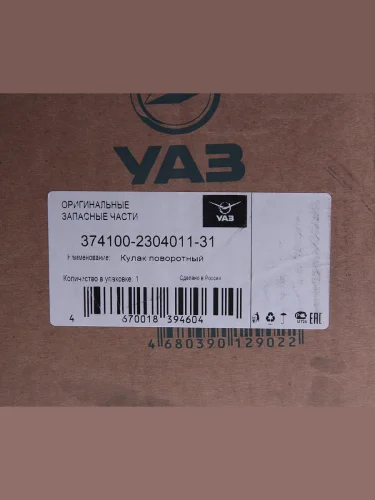 УАЗ
ОРИГИНАЛЬНЫЕ
ЗАПАСНЫЕ ЧАСТИ
УАЗ
374100-2304011-31
Наименование: Кулак поворотный
Количество в упаковке: 1 Сделано в России
4 670018 394604
EAC
4 680390 129022